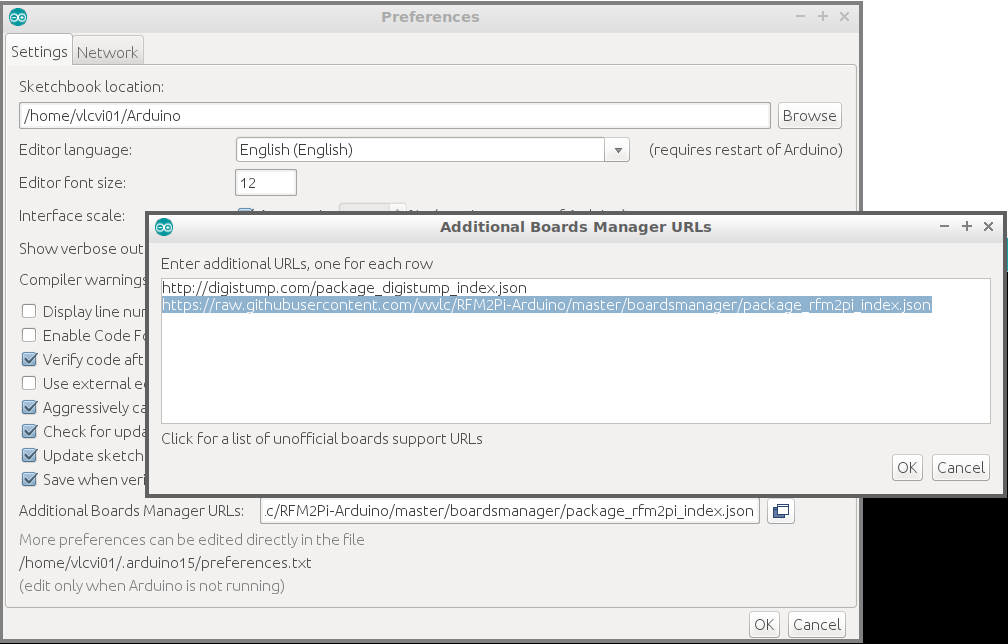 Preferences
Settings Network
Sketchbook location:
/home/vlcvi01/Arduino Browse
Editor language: English (English) (requires restart of Arduino)
Editor font size: 12
Interface scale:
Show verbose out
Compiler warnings
Display line nu
Enable Code Fo
Verify code aft
Use external e
Aggressively ca
Check for upda
Update sketch
Save when veri
Additional Boards Manager URLs
Enter additional URLs, one for each row
http://digistump.com/package_digistump_index.json
https://raw.githubusercontent.com/vwlc/RFM2Pi-Arduino/master/boardsmanager/package_rfm2pi_index.json
Click for a list of unofficial boards support URLs
OK Cancel
Additional Boards Manager URLs: .c/RFM2Pi-Arduino/master/boardsmanager/package_rfm2pi_index.json
More preferences can be edited directly in the file
/home/vlcvi01/.arduino15/preferences.txt
(edit only when Arduino is not running)
OK Cancel